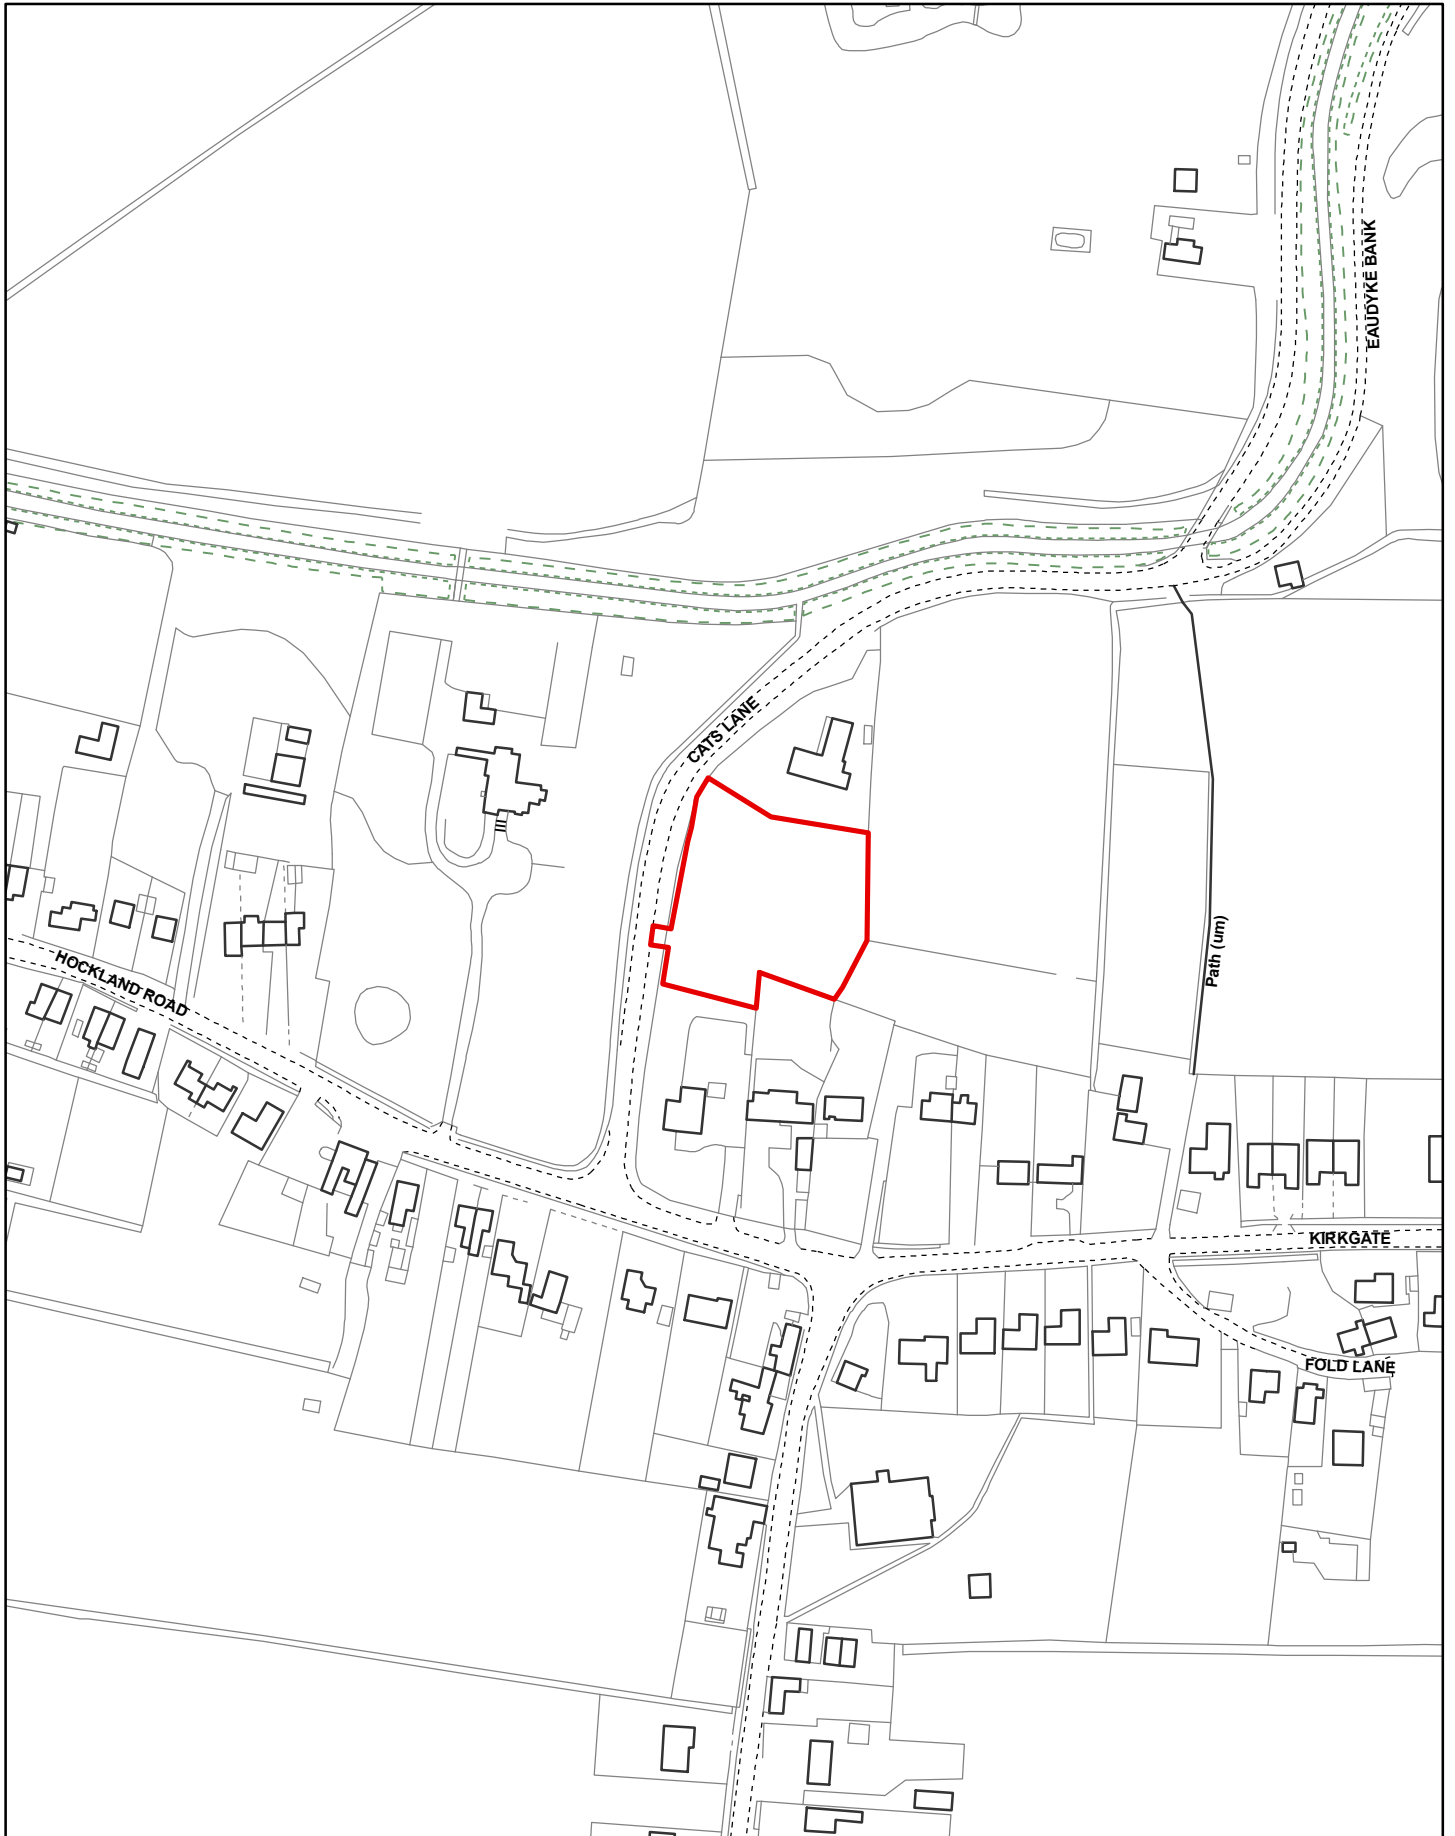 EAUDYKE BANK
CATS LANE
Path (um)
HOCKLAND ROAD
KIRKGATE
FOLD LANE